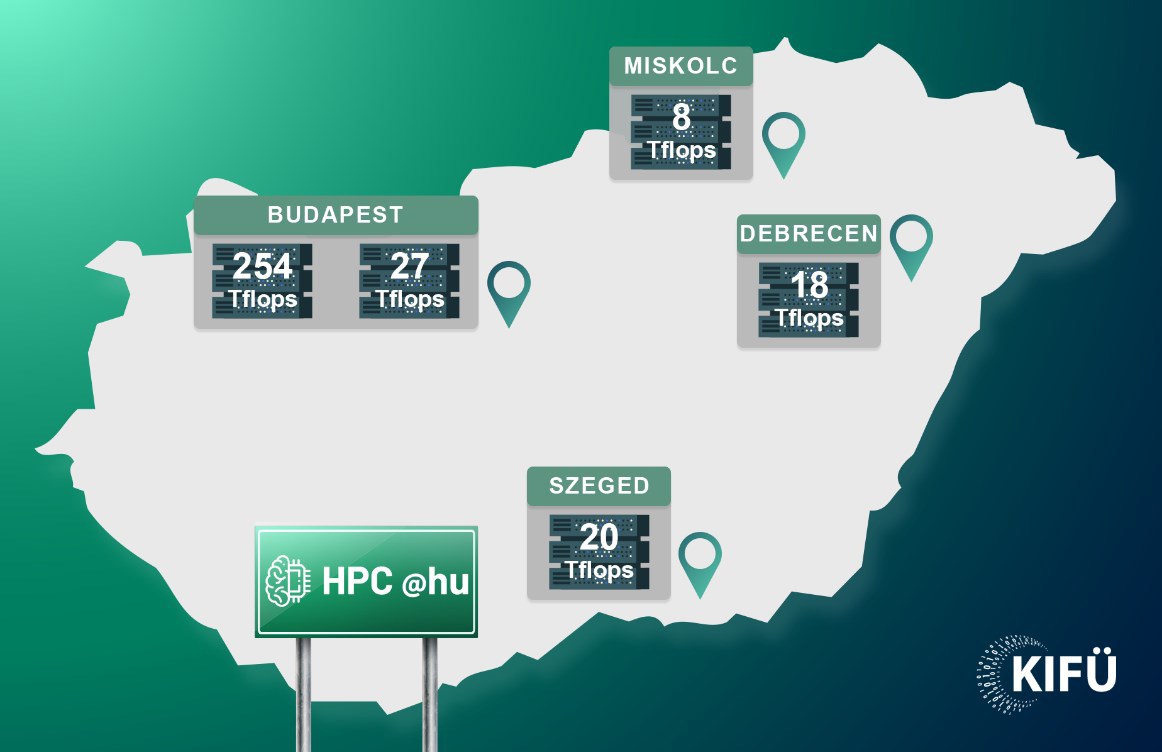 MISKOLC
8
Tflops
BUDAPEST
254
Tflops
27
Tflops
DEBRECEN
18
Tflops
SZEGED
20
Tflops
HPC @hu
KIFÜ